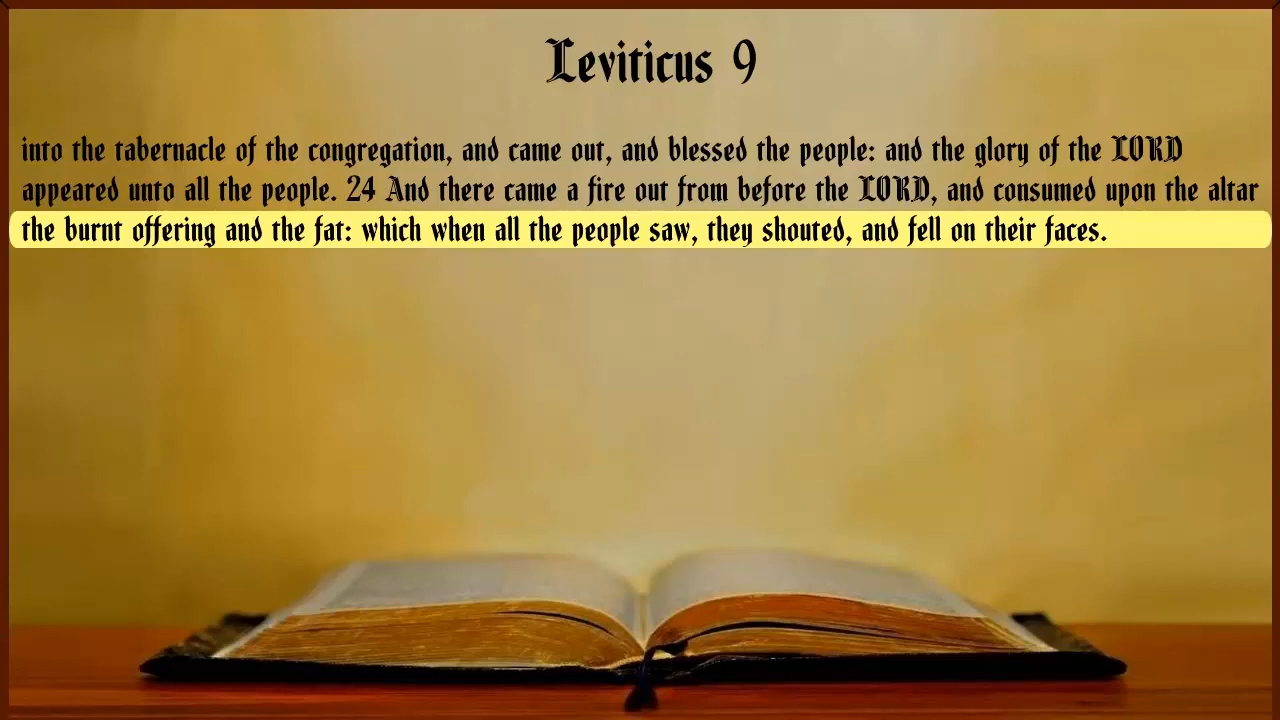 Leviticus 9
into the tabernacle of the congregation, and came out, and blessed the people: and the glory of the LORD
appeared unto all the people. 24 And there came a fire out from before the LORD, and consumed upon the altar
the burnt offering and the fat: which when all the people saw, they shouted, and fell on their faces.